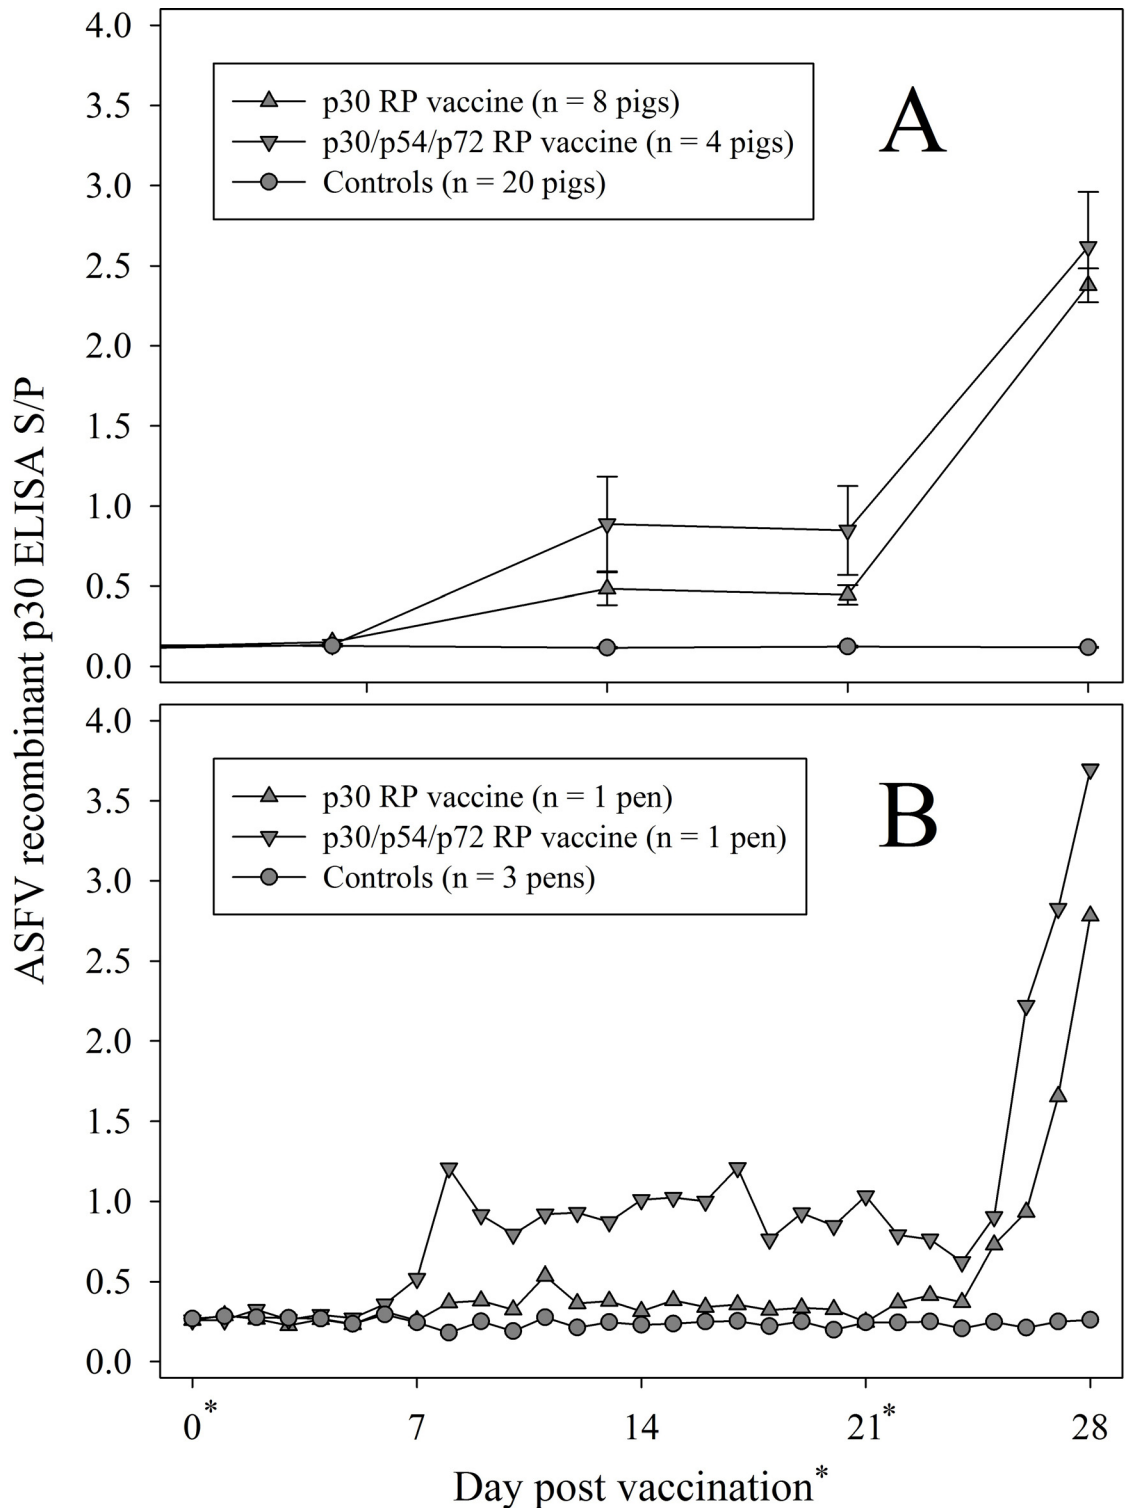 ASFV recombinant p30 ELISA S/P
4.0
3.5
3.0
2.5
2.0
1.5
1.0
0.5
0.0
p30 RP vaccine (n = 8 pigs)
p30/p54/p72 RP vaccine (n = 4 pigs)
Controls (n = 20 pigs)
A
4.0
3.5
3.0
2.5
2.0
1.5
1.0
0.5
0.0
p30 RP vaccine (n = 1 pen)
p30/p54/p72 RP vaccine (n = 1 pen)
Controls (n = 3 pens)
B
0* 7 14 21* 28
Day post vaccination*